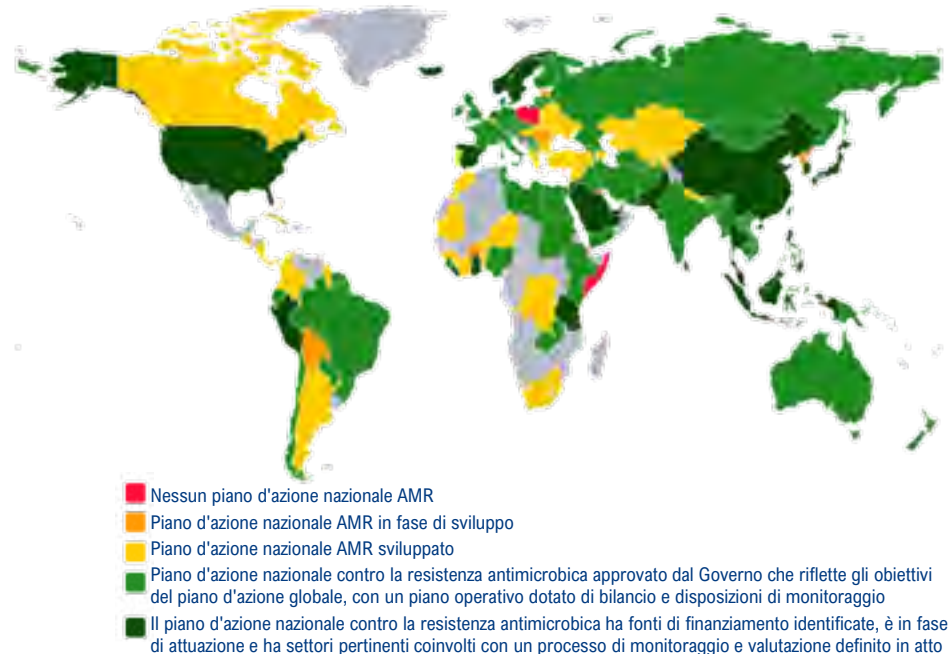 Nessun piano d'azione nazionale AMR
Piano d'azione nazionale AMR in fase di sviluppo
Piano d'azione nazionale AMR sviluppato
Piano d'azione nazionale contro la resistenza antimicrobica approvato dal Governo che riflette gli obiettivi
del piano d'azione globale, con un piano operativo dotato di bilancio e disposizioni di monitoraggio
Il piano d'azione nazionale contro la resistenza antimicrobica ha fonti di finanziamento identificate, è in fase
di attuazione e ha settori pertinenti coinvolti con un processo di monitoraggio e valutazione definito in atto